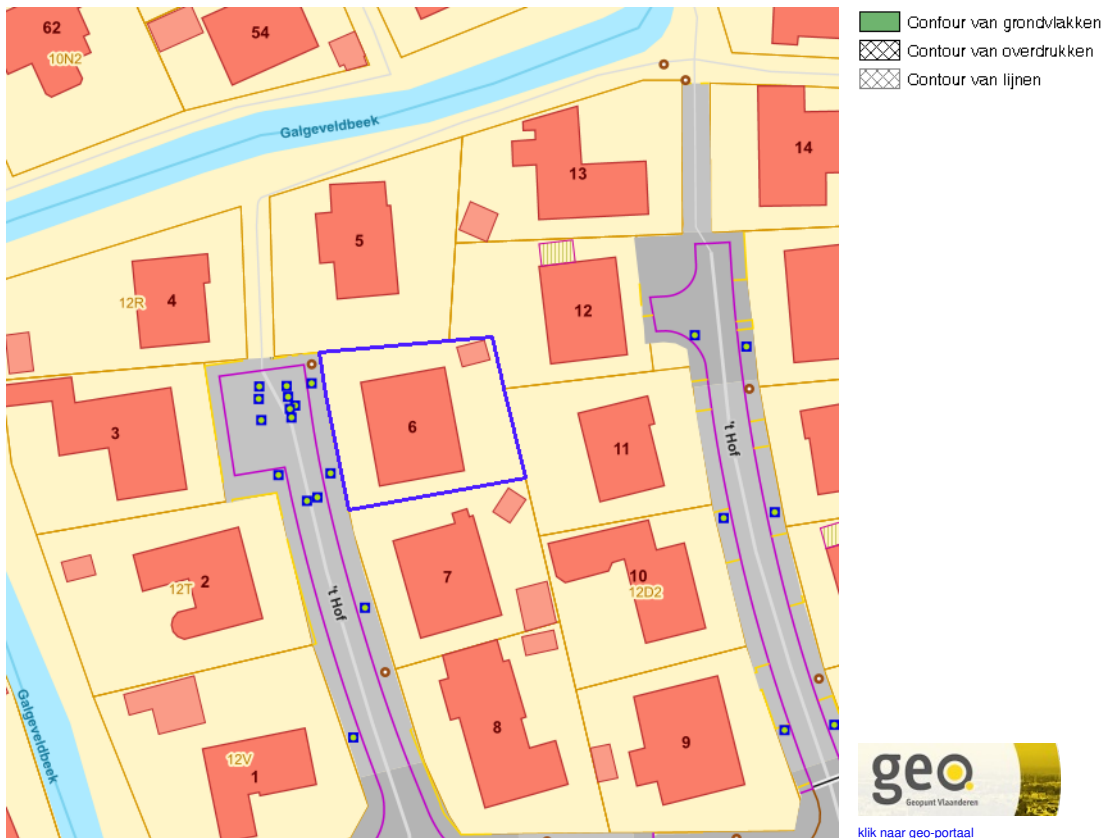 62
10N2
54
Galgeveldbeek
13
14
5
12R
4
12
3
6
11
't Hof
't Hof
2
12T
7
10
12D2
Galgeveldbeek
12V
1
8
9
Contour van grondvlakken
Contour van overdrukken
Contour van lijnen
geo.
Geopunt Vlaanderen
klik naar geo-portaal